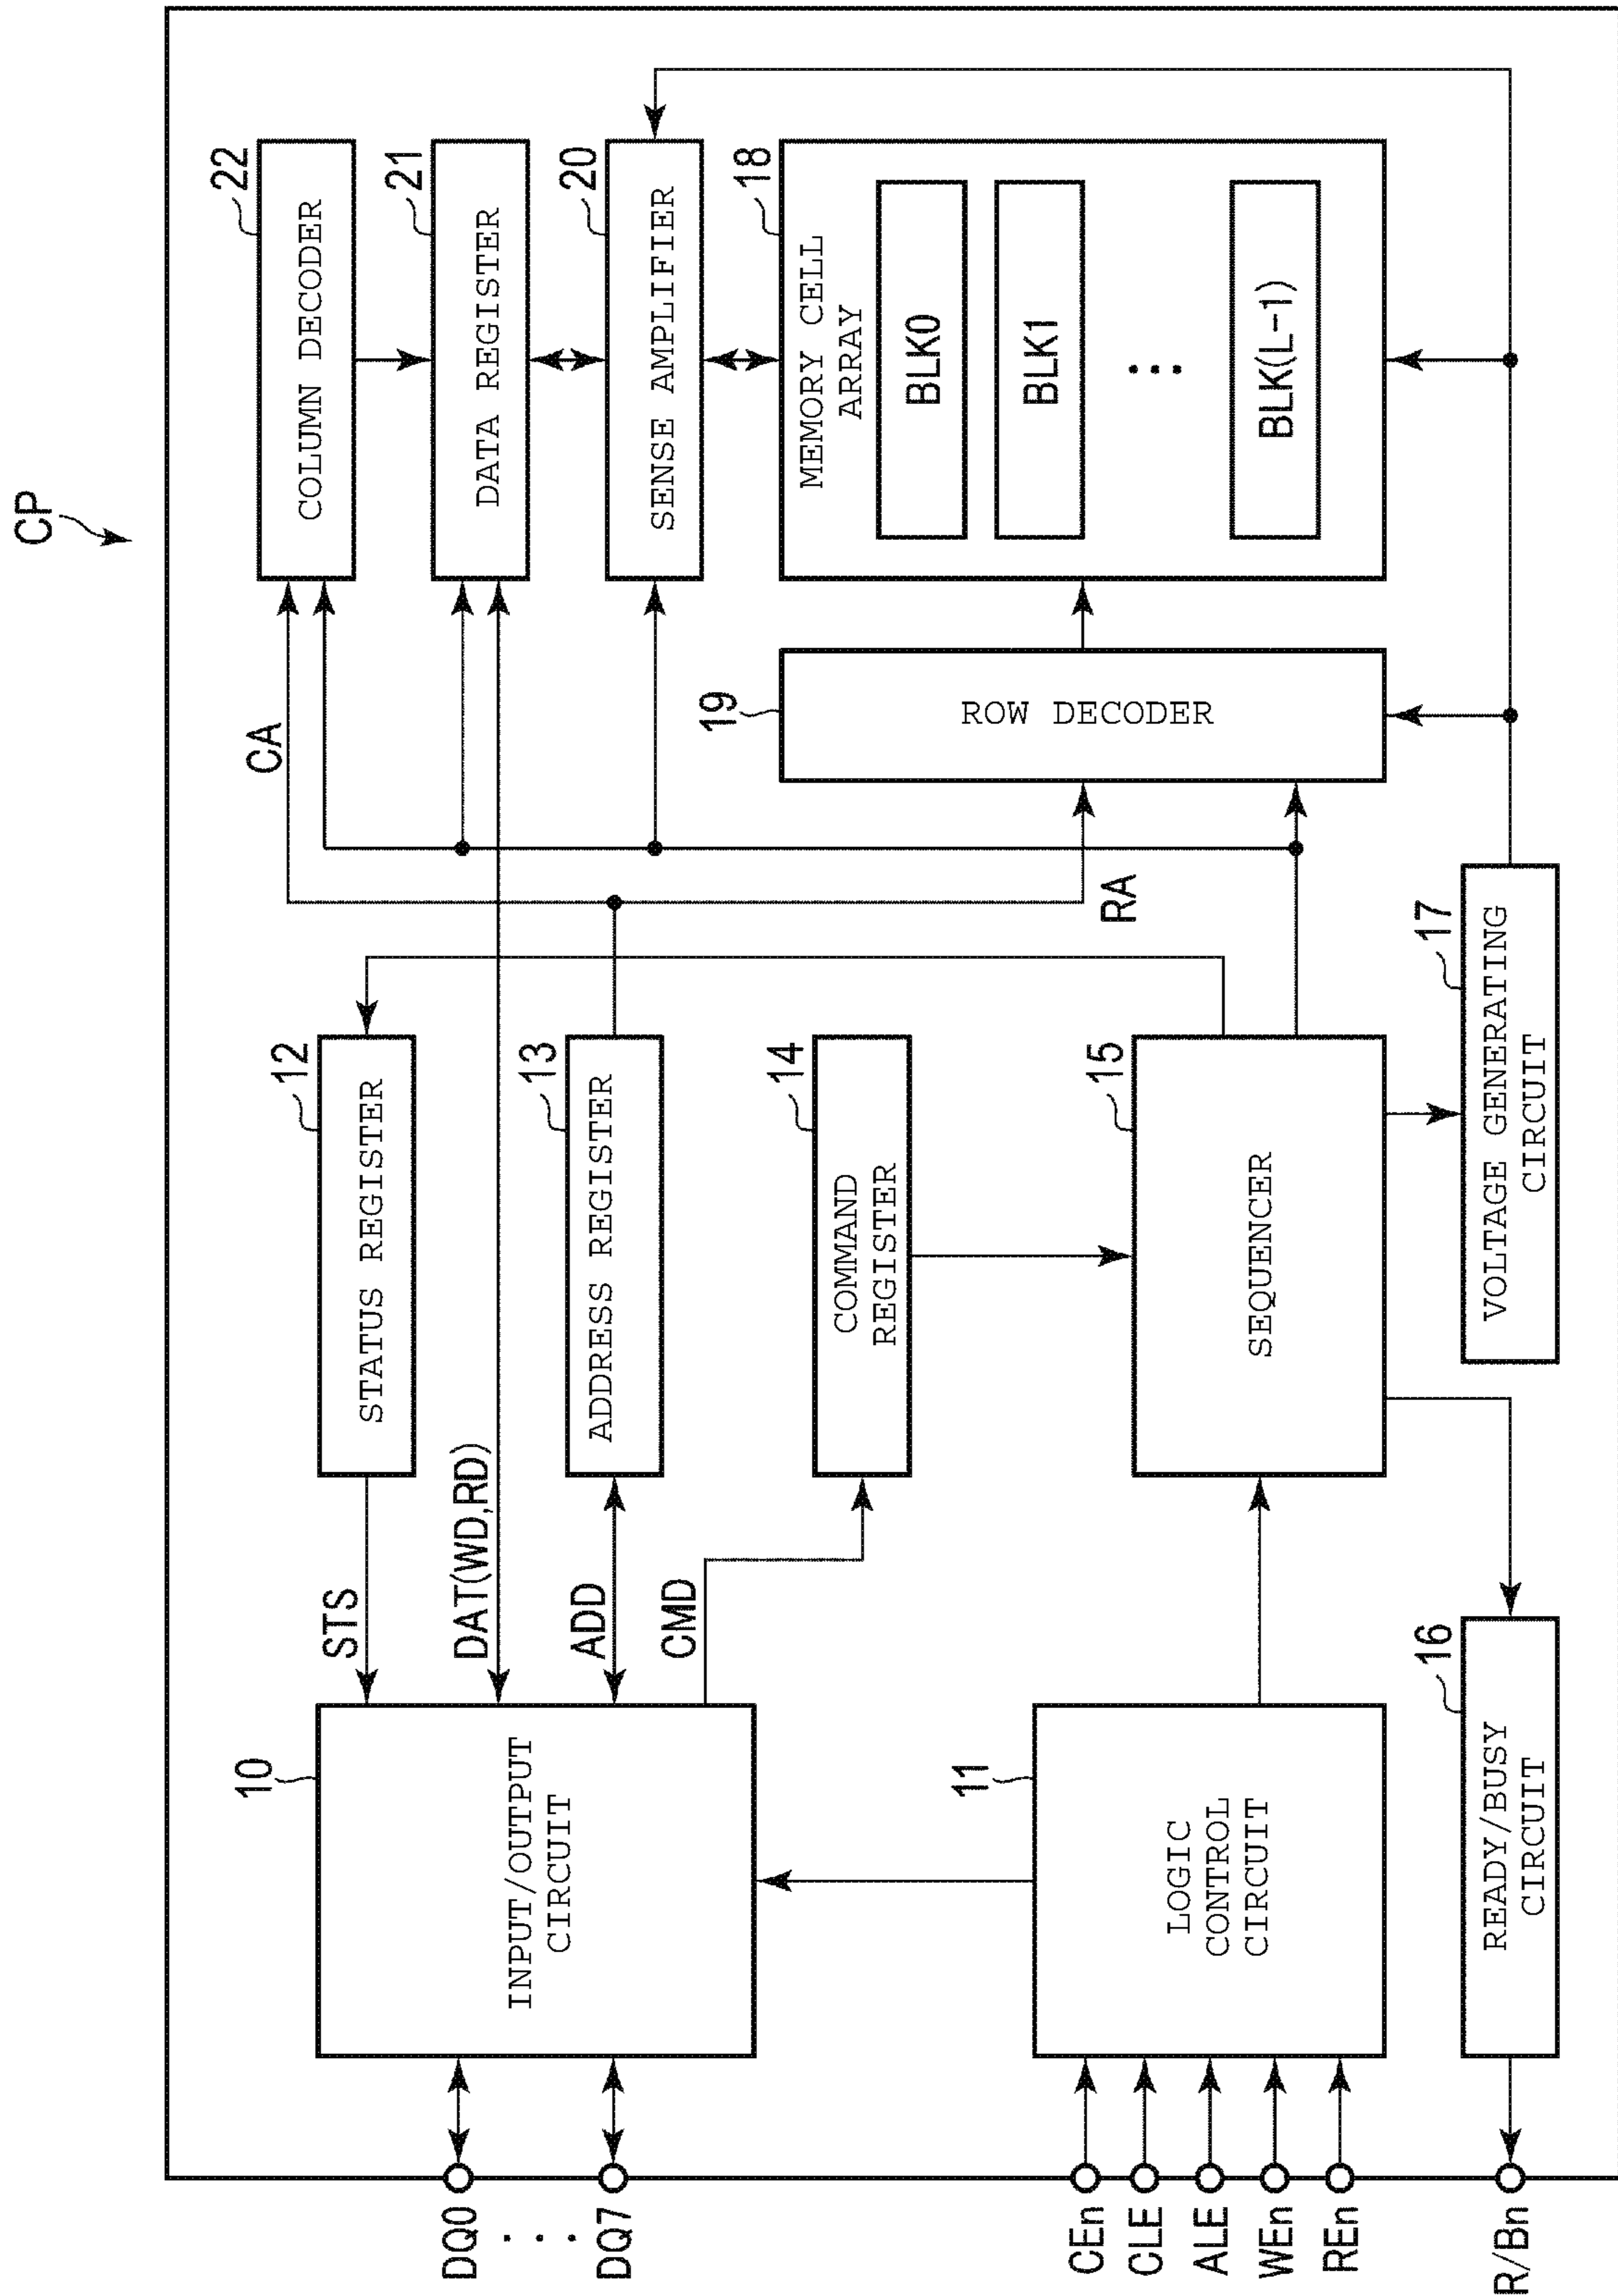 CP
22
COLUMN DECODER
21
DATA REGISTER
20
SENSE AMPLIFIER
18
MEMORY CELL
ARRAY
BLK0
BLK1
BLK(L-1)
19
ROW DECODER
CA
RA
12
STATUS REGISTER
13
ADDRESS REGISTER
14
COMMAND
REGISTER
15
SEQUENCER
17
VOLTAGE GENERATING
CIRCUIT
STS
DAT(WD,RD)
ADD
CMD
10
INPUT/OUTPUT
CIRCUIT
11
LOGIC
CONTROL
CIRCUIT
16
READY/BUSY
CIRCUIT
DQ0
DQ7
CEn
CLE
ALE
WEn
REn
R/Bn